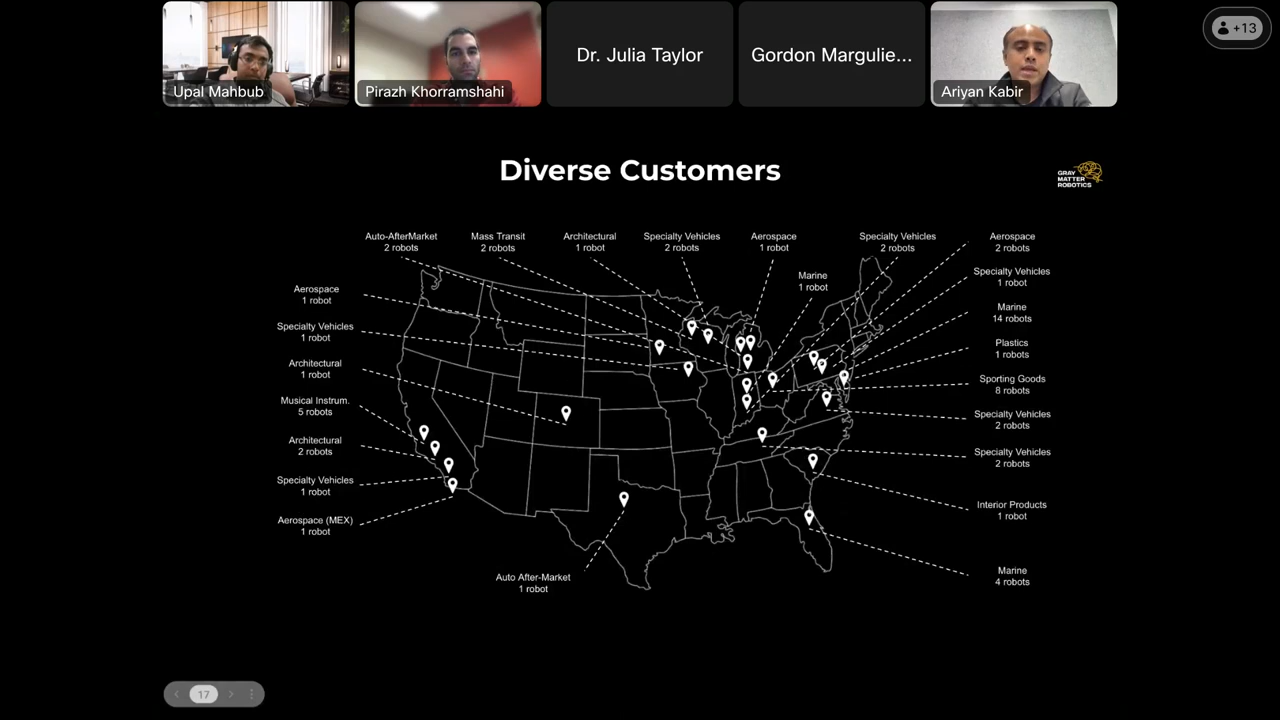 Upal Mahbub
Pirazh Khorramshahi
Dr. Julia Taylor
Gordon Margulie...
Ariyan Kabir
+13
Diverse Customers
GRAY
MATTER
ROBOTICS
Auto-AfterMarket
2 robots
Mass Transit
2 robots
Architectural
1 robot
Specialty Vehicles
2 robots
Aerospace
1 robot
Marine
1 robot
Specialty Vehicles
2 robots
Aerospace
2 robots
Aerospace
1 robot
Specialty Vehicles
1 robot
Architectural
1 robot
Musical Instrum.
5 robots
Architectural
2 robots
Specialty Vehicles
1 robot
Aerospace (MEX)
1 robot
Specialty Vehicles
1 robot
Marine
14 robots
Plastics
1 robots
Sporting Goods
8 robots
Specialty Vehicles
2 robots
Specialty Vehicles
2 robots
Interior Products
1 robot
Marine
4 robots
Auto After-Market
1 robot
17